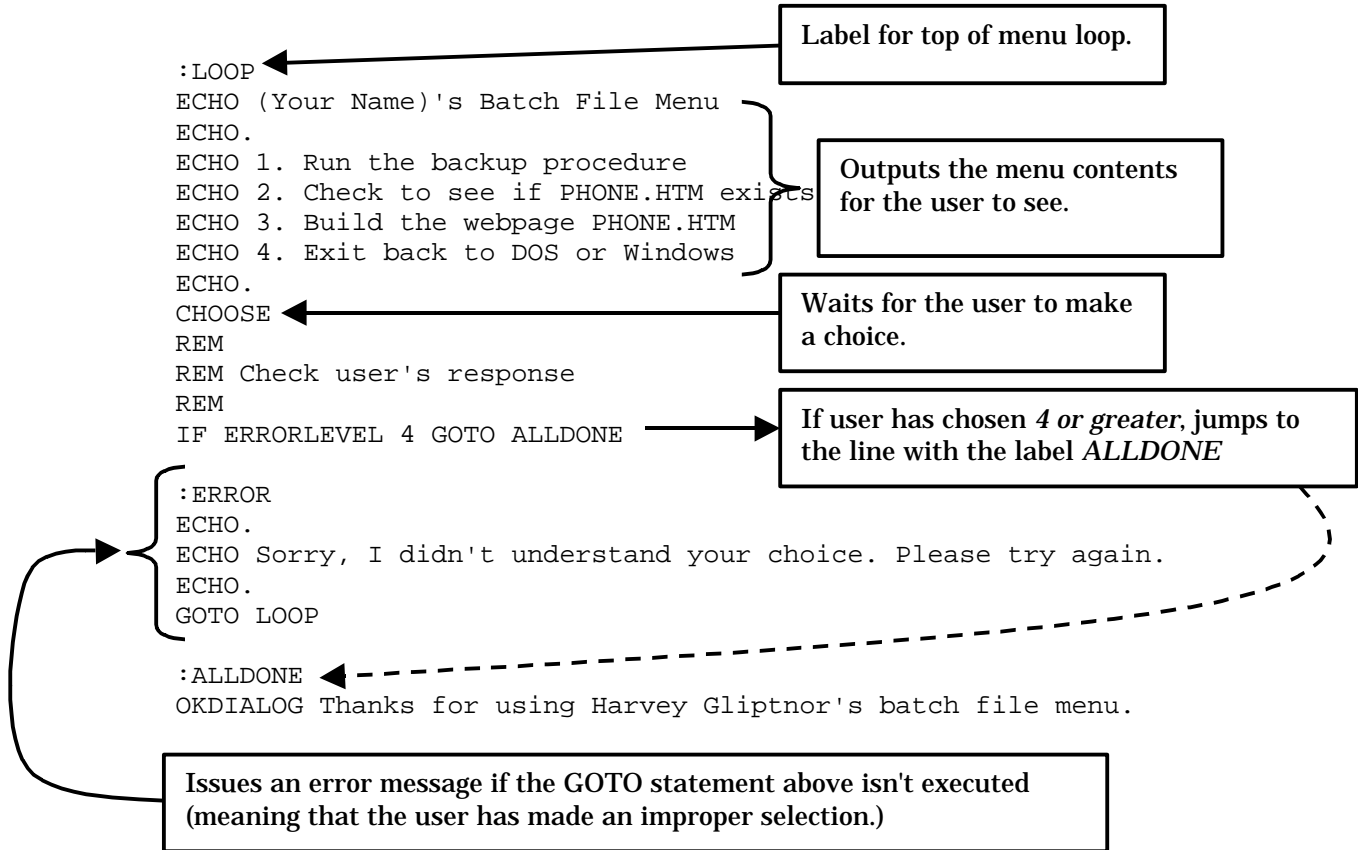 Label for top of menu loop.
:LOOP
ECHO (Your Name)'s Batch File Menu
ECHO.
ECHO 1. Run the backup procedure
ECHO 2. Check to see if PHONE.HTM exists
ECHO 3. Build the webpage PHONE.HTM
ECHO 4. Exit back to DOS or Windows
ECHO.
Outputs the menu contents
for the user to see.
CHOOSE
Waits for the user to make
a choice.
REM
REM Check user's response
REM
IF ERRORLEVEL 4 GOTO ALLDONE
If user has chosen 4 or greater, jumps to
the line with the label ALLDONE
:ERROR
ECHO.
ECHO Sorry, I didn't understand your choice. Please try again.
ECHO.
GOTO LOOP
:ALLDONE
OKDIALOG Thanks for using Harvey Gliptnor's batch file menu.
Issues an error message if the GOTO statement above isn't executed
(meaning that the user has made an improper selection.)